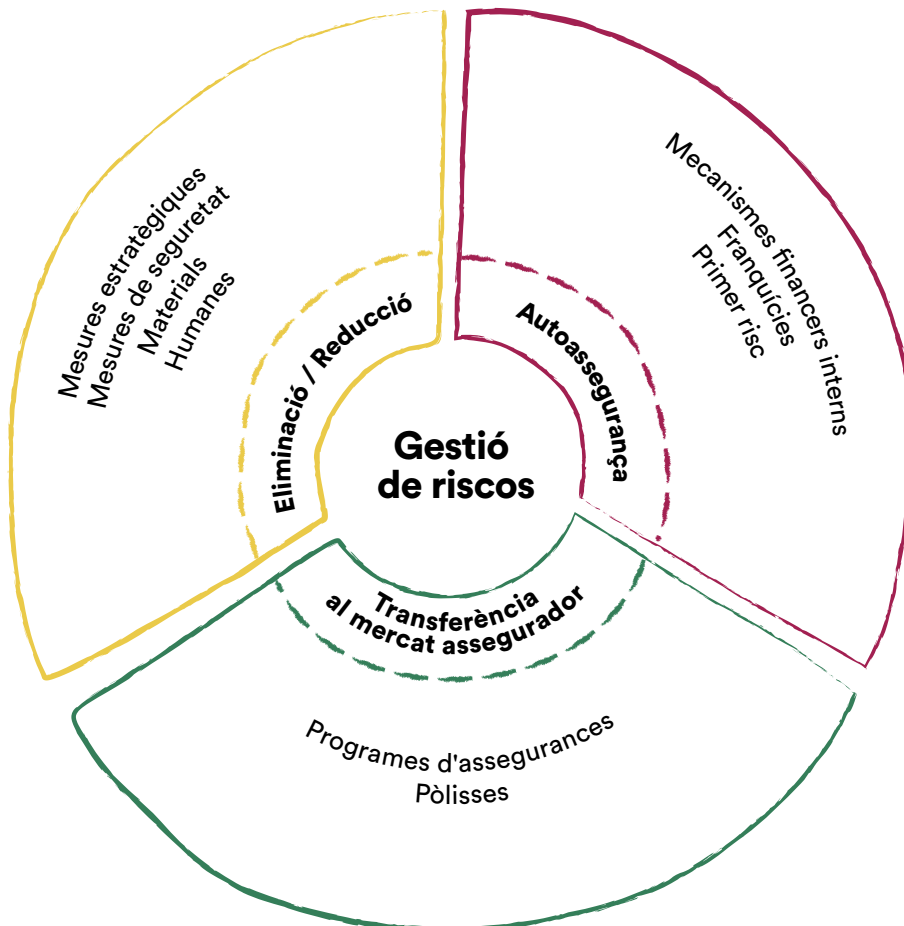 Gestió
de riscos
Eliminació / Reducció
Mesures estratègiques
Mesures de seguretat
Materials
Humanes
Autoassegurança
Mecanismes financers interns
Franquícies
Primer risc
Transferència
al mercat assegurador
Programes d'assegurances
Pòlisses